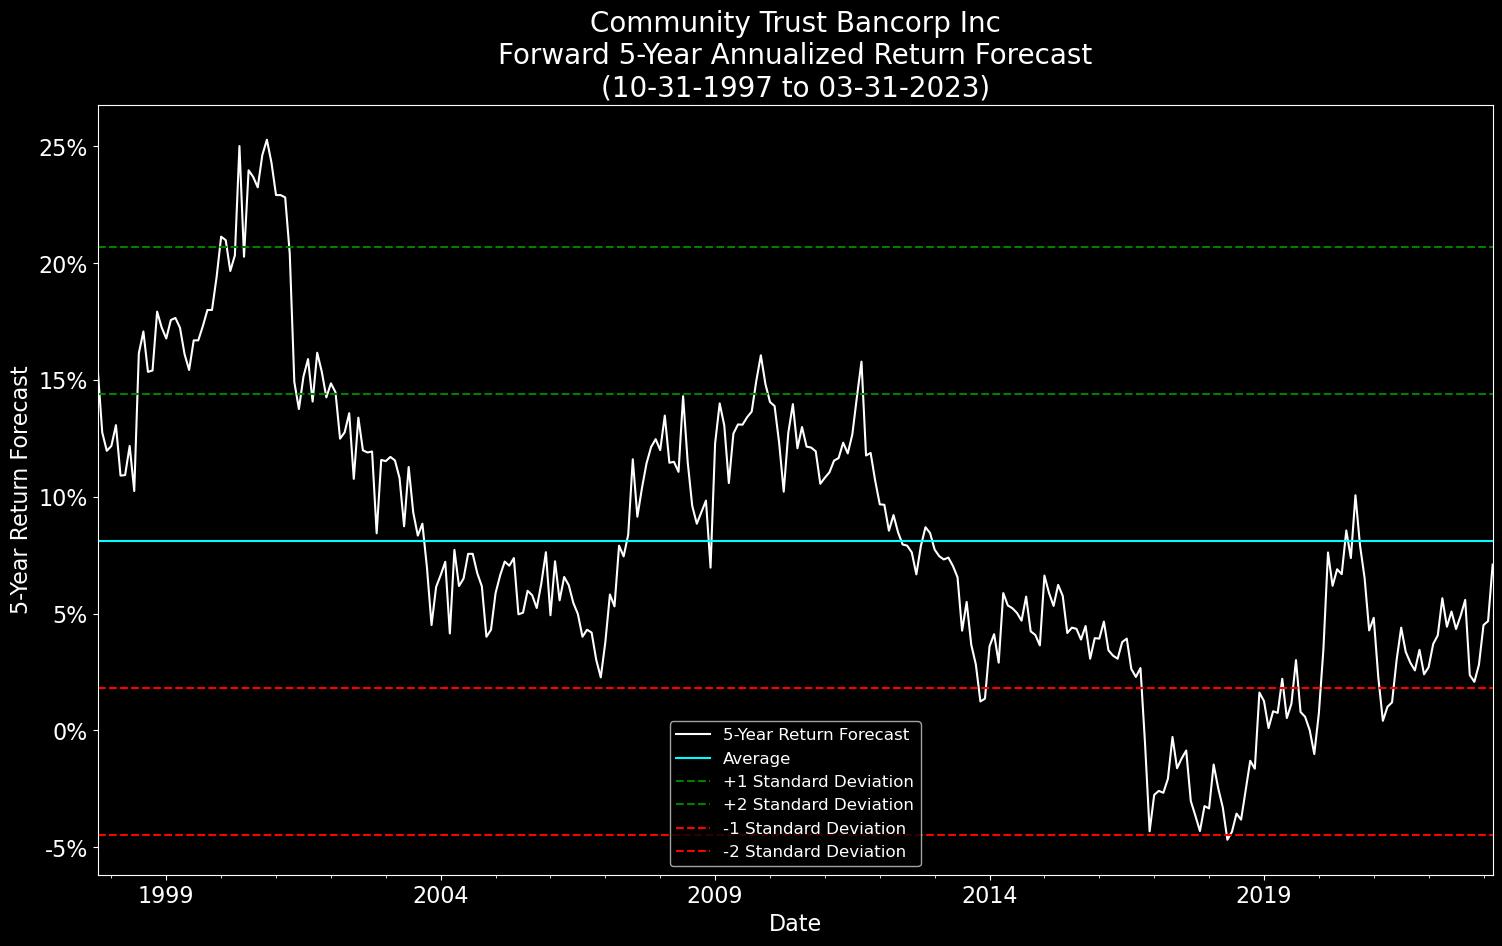 Community Trust Bancorp Inc
Forward 5-Year Annualized Return Forecast
(10-31-1997 to 03-31-2023)
5-Year Return Forecast
25%
20%
15%
10%
5%
0%
-5%
5-Year Return Forecast
Average
+1 Standard Deviation
+2 Standard Deviation
-1 Standard Deviation
-2 Standard Deviation
1999 2004 2009 2014 2019
Date